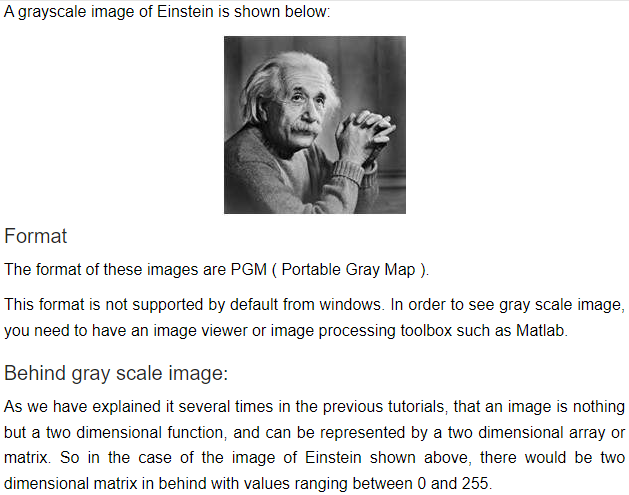 A grayscale image of Einstein is shown below:
Format
The format of these images are PGM ( Portable Gray Map ).
This format is not supported by default from windows. In order to see gray scale image,
you need to have an image viewer or image processing toolbox such as Matlab.
Behind gray scale image:
As we have explained it several times in the previous tutorials, that an image is nothing
but a two dimensional function, and can be represented by a two dimensional array or
matrix. So in the case of the image of Einstein shown above, there would be two
dimensional matrix in behind with values ranging between 0 and 255.